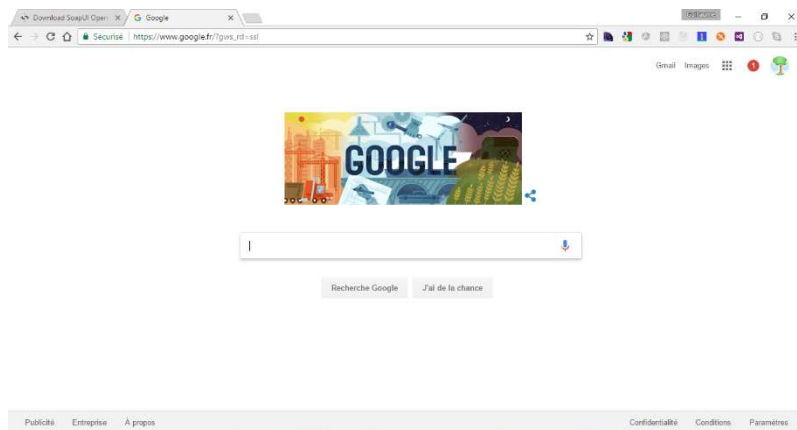 Download SoapUI Open
Google
Sécurisé
https://www.google.fr/?gws_rd=ssl
Gmail Images
1
GOOGLE
Recherche Google J'ai de la chance
Publicité Entreprise À propos
Confidentialité Conditions Paramètres